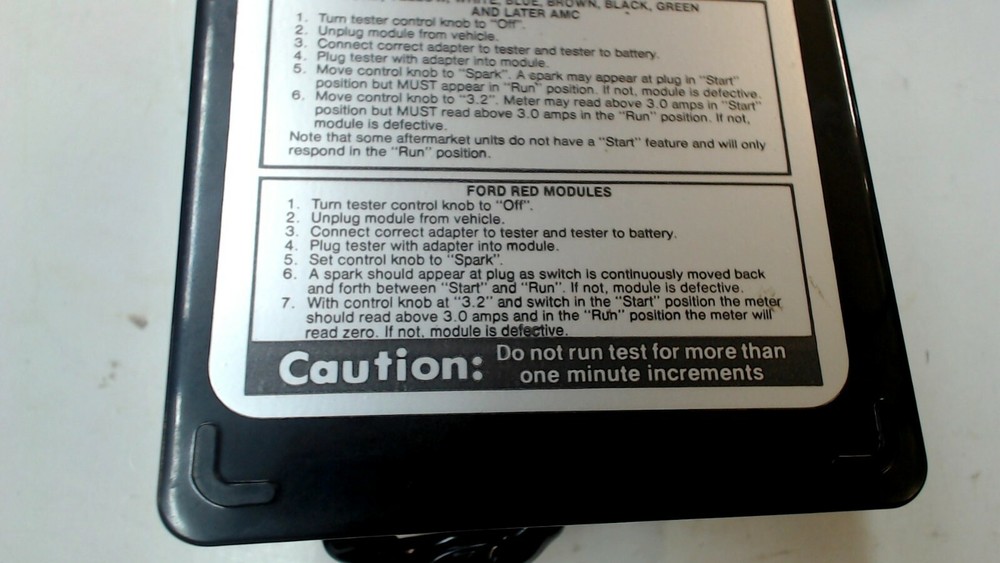 WHITE, BLUE, BROWN, BLACK, GREEN
AND LATER AMC
1. Turn tester control knob to "Off".
2. Unplug module from vehicle.
3. Connect correct adapter to tester and tester to battery.
4. Plug tester with adapter into module.
5. Move control knob to "Spark". A spark may appear at plug in "Start"
position but MUST appear in "Run" position. If not, module is defective.
6. Move control knob to "3.2". Meter may read above 3.0 amps in "Start"
position but MUST read above 3.0 amps in the "Run" position. If not,
module is defective.
Note that some aftermarket units do not have a "Start" feature and will only
respond in the "Run" position.
FORD RED MODULES
1. Turn tester control knob to "Off".
2. Unplug module from vehicle.
3. Connect correct adapter to tester and tester to battery.
4. Plug tester with adapter into module.
5. Set control knob to "Spark".
6. A spark should appear at plug as switch is continuously moved back
and forth between "Start" and "Run". If not, module is defective.
7. With control knob at "3.2" and switch in the "Start" position the meter
should read above 3.0 amps and in the "Run" position the meter will
read zero. If not, module is defective.
Caution: Do not run test for more than
one minute increments